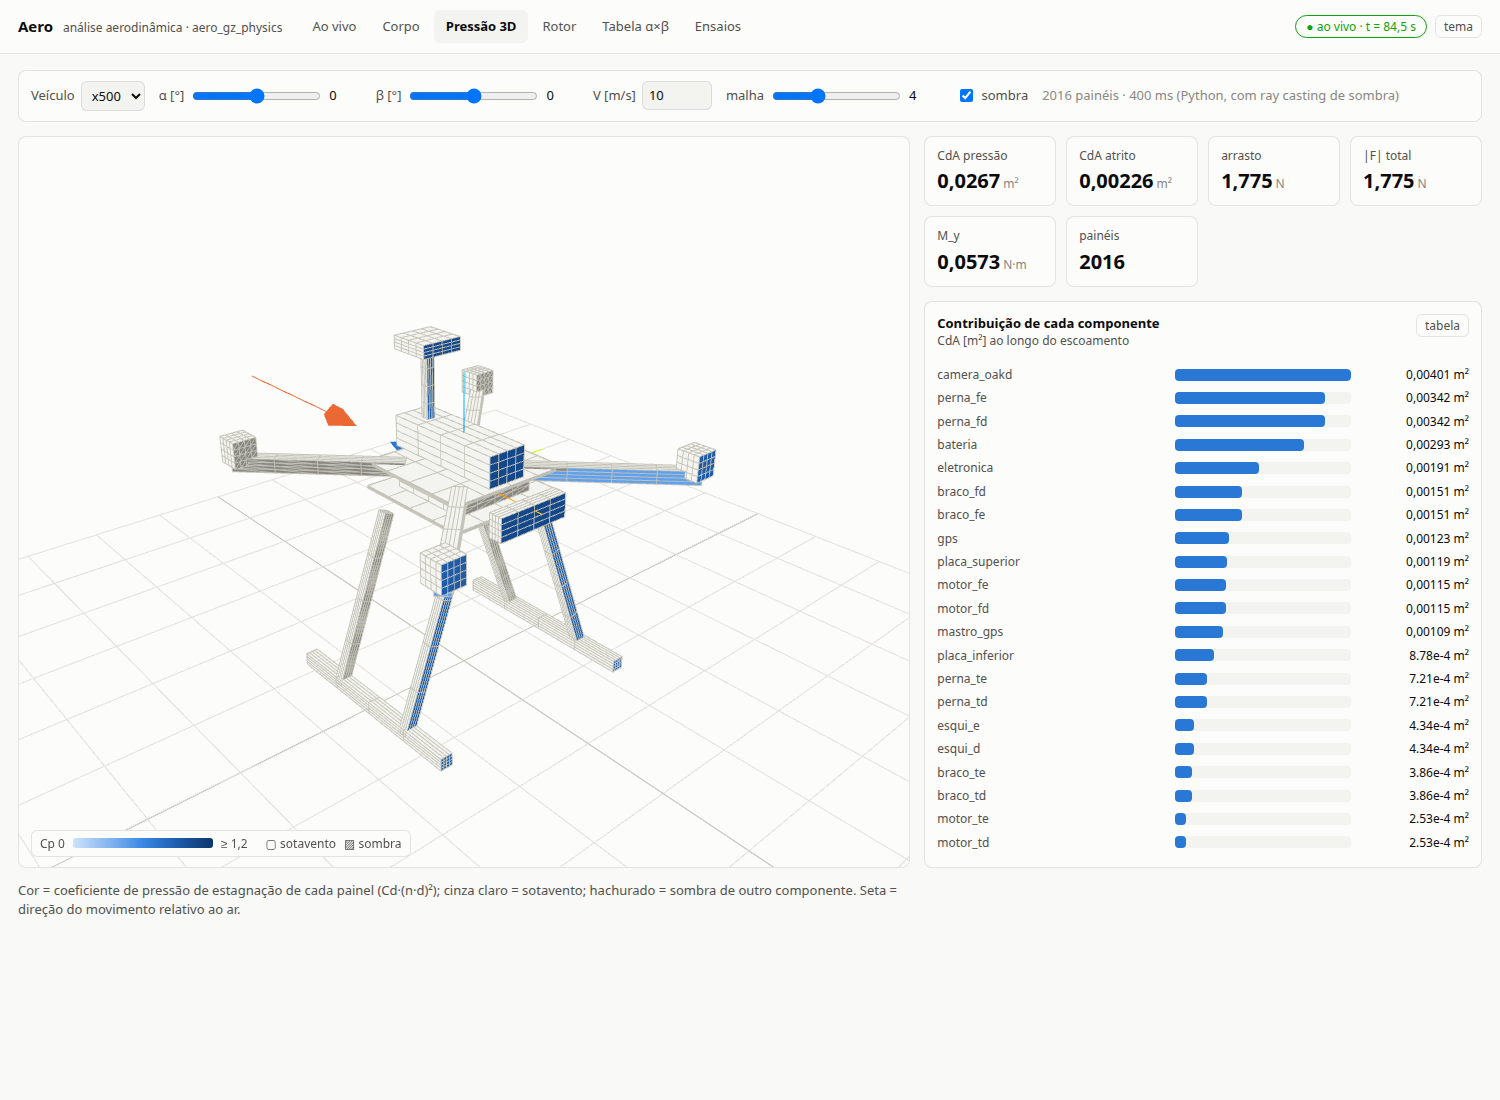 Aero análise aerodinâmica · aero_gz_physics Ao vivo Corpo Pressão 3D Rotor Tabela α×β Ensaios ● ao vivo · t = 84,5 s tema
Veículo x500 α [°] 0 β [°] 0 V [m/s] 10 malha 4 sombra 2016 painéis · 400 ms (Python, com ray casting de sombra)
CdA pressão
0,0267 m²
CdA atrito
0,00226 m²
arrasto
1,775 N
|F| total
1,775 N
M_y
0,0573 N·m
painéis
2016
Contribuição de cada componente
CdA [m²] ao longo do escoamento
tabela
camera_oakd 0,00401 m²
perna_fe 0,00342 m²
perna_fd 0,00342 m²
bateria 0,00293 m²
eletronica 0,00191 m²
braco_fd 0,00151 m²
braco_fe 0,00151 m²
gps 0,00123 m²
placa_superior 0,00119 m²
motor_fe 0,00115 m²
motor_fd 0,00115 m²
mastro_gps 0,00109 m²
placa_inferior 8.78e-4 m²
perna_te 7.21e-4 m²
perna_td 7.21e-4 m²
esqui_e 4.34e-4 m²
esqui_d 4.34e-4 m²
braco_te 3.86e-4 m²
braco_td 3.86e-4 m²
motor_te 2.53e-4 m²
motor_td 2.53e-4 m²
Cp 0 ≥ 1,2 ▢ sotavento ▨ sombra
Cor = coeficiente de pressão de estagnação de cada painel (Cd·(n·d)²); cinza claro = sotavento; hachurado = sombra de outro componente. Seta =
direção do movimento relativo ao ar.